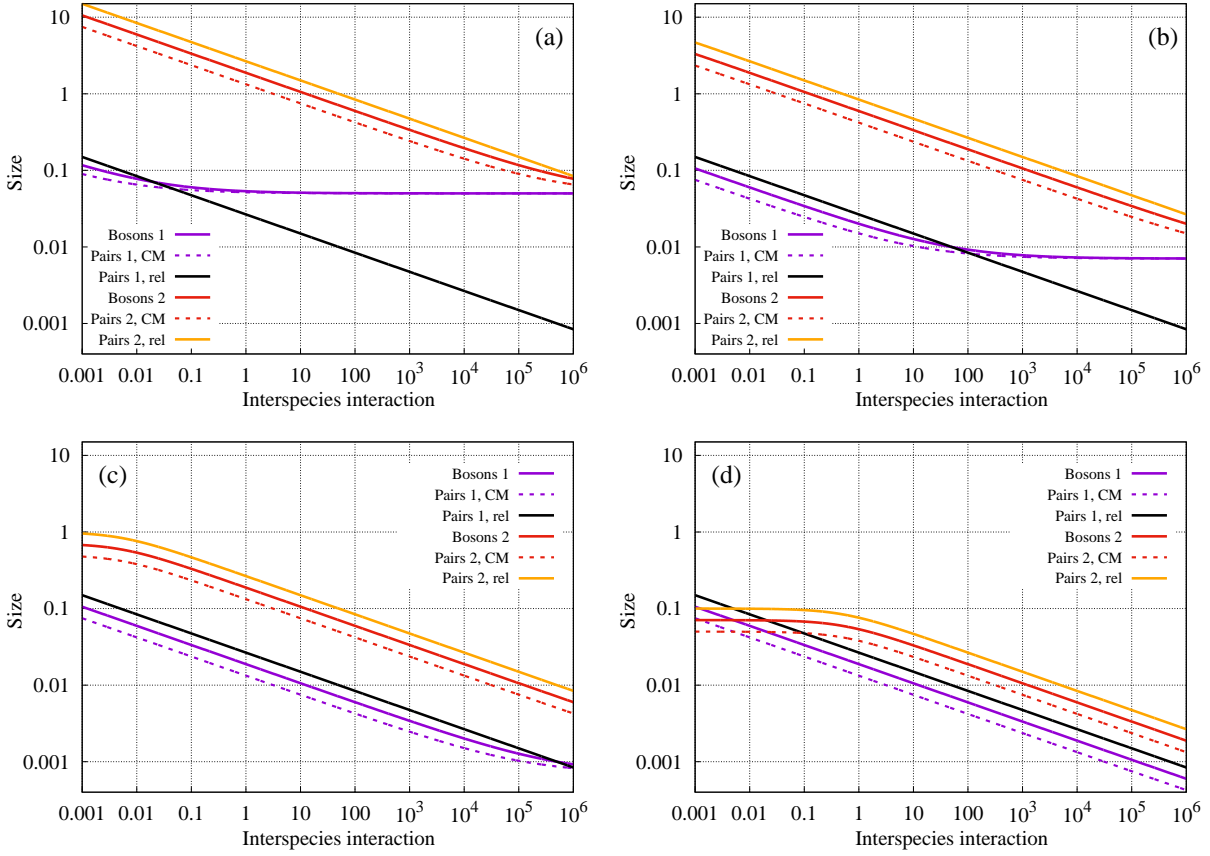 10
1
0.1
0.01
0.001
Size
(a)
Bosons 1
Pairs 1, CM
Pairs 1, rel
Bosons 2
Pairs 2, CM
Pairs 2, rel
0.001 0.01 0.1 1 10 100 10³ 10⁴ 10⁵ 10⁶
Interspecies interaction
10
1
0.1
0.01
0.001
Size
(b)
Bosons 1
Pairs 1, CM
Pairs 1, rel
Bosons 2
Pairs 2, CM
Pairs 2, rel
0.001 0.01 0.1 1 10 100 10³ 10⁴ 10⁵ 10⁶
Interspecies interaction
10
1
0.1
0.01
0.001
Size
(c)
Bosons 1
Pairs 1, CM
Pairs 1, rel
Bosons 2
Pairs 2, CM
Pairs 2, rel
0.001 0.01 0.1 1 10 100 10³ 10⁴ 10⁵ 10⁶
Interspecies interaction
10
1
0.1
0.01
0.001
Size
(d)
Bosons 1
Pairs 1, CM
Pairs 1, rel
Bosons 2
Pairs 2, CM
Pairs 2, rel
0.001 0.01 0.1 1 10 100 10³ 10⁴ 10⁵ 10⁶
Interspecies interaction